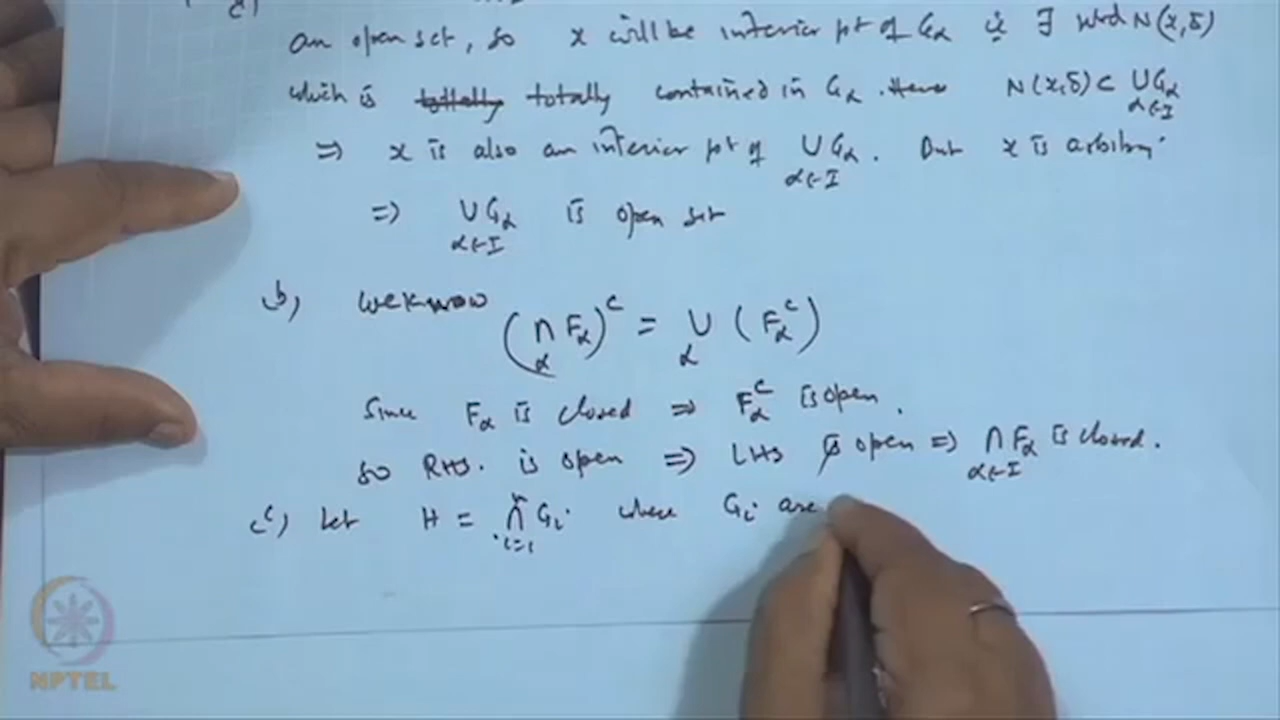 an open set, so x will be interior pt of Gα ie ∃ nbd N(x,δ)
which is totally totally contained in Gα. Hence N(x,δ) ⊂ ∪Gα α∈I
⇒ x is also an interior pt of ∪Gα α∈I. But x is arbitry
⇒ ∪Gα α∈I is open set
(b) We know (∩α Fα)^c = ∪α (Fα^c)
Since Fα is closed ⇒ Fα^c is open.
so RHS. is open ⇒ LHS is open ⇒ ∩Fα α∈I is closed.
(c) Let H = ∩_{i=1}^n Gi where Gi are
NPTEL